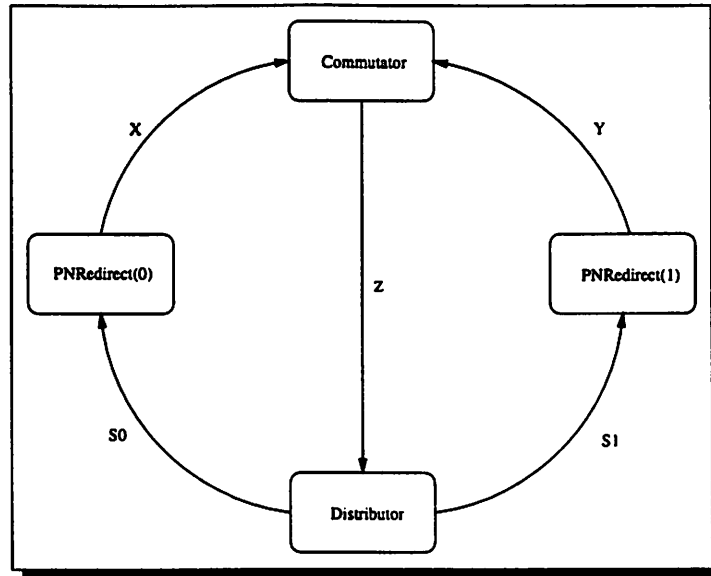 Commutator
X
Y
PNRedirect(0)
PNRedirect(1)
Z
S0
S1
Distributor